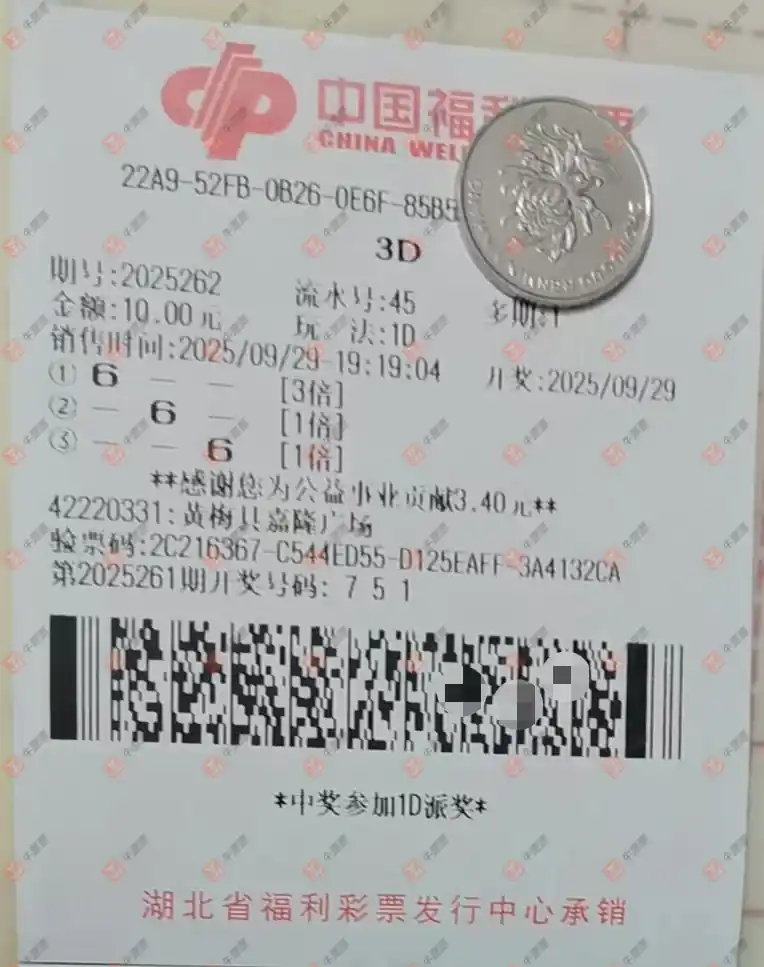 中国福利
CHINA WEL
22A9-52FB-0B26-0E6F-85B5
3D
期号:2025262 流水号:45 多期:1
金额:10.00元 玩 法:1D
销售时间:2025/09/29-19:19:04 开奖:2025/09/29
① 6 — — [3倍]
② — 6 — [1倍]
③ — — 6 [1倍]
**感谢您为公益事业贡献3.40元**
42220331:黄梅县嘉隆广场
验票码:2C216367-C544ED55-D125EAFF-3A4132CA
第2025261期开奖号码: 7 5 1
*中奖参加1D派奖*
湖北省福利彩票发行中心承销